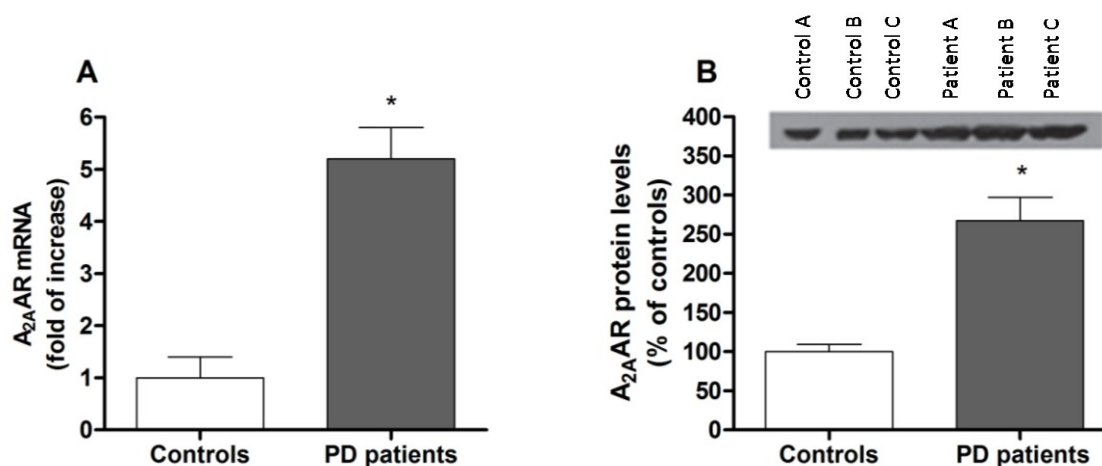 A
A2AAR mRNA
(fold of increase)
6
5
4
3
2
1
0
*
Controls
PD patients
B
Control A
Control B
Control C
Patient A
Patient B
Patient C
A2AAR protein levels
(% of controls)
400
350
300
250
200
150
100
50
0
*
Controls
PD patients